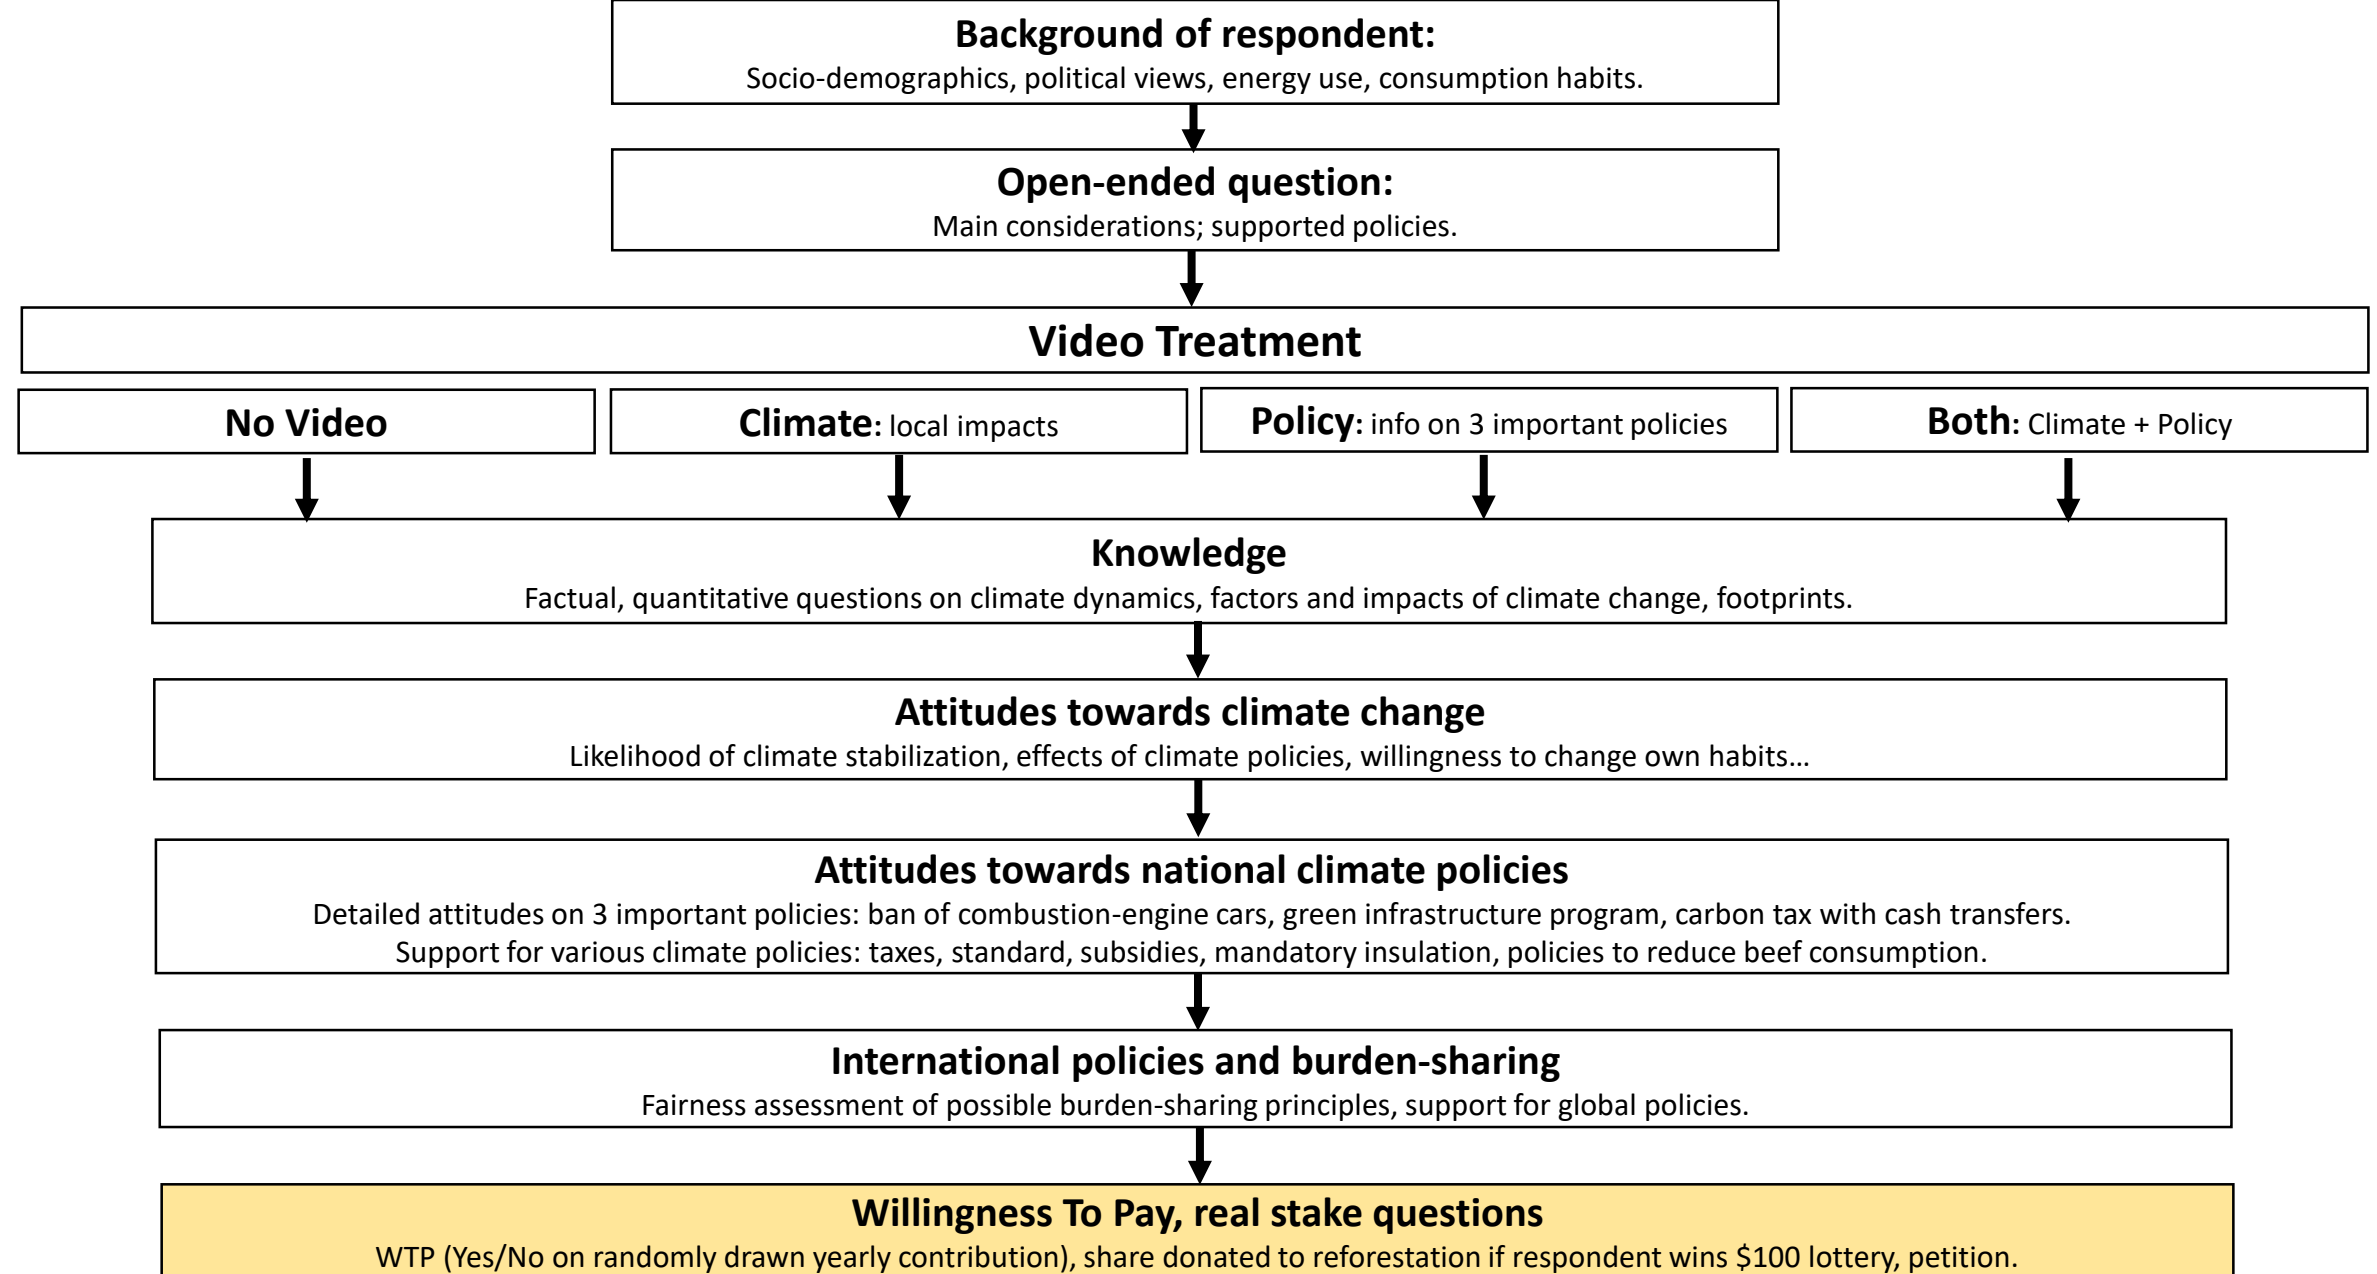 Background of respondent:
Socio-demographics, political views, energy use, consumption habits.
Open-ended question:
Main considerations; supported policies.
Video Treatment
No Video
Climate: local impacts
Policy: info on 3 important policies
Both: Climate + Policy
Knowledge
Factual, quantitative questions on climate dynamics, factors and impacts of climate change, footprints.
Attitudes towards climate change
Likelihood of climate stabilization, effects of climate policies, willingness to change own habits...
Attitudes towards national climate policies
Detailed attitudes on 3 important policies: ban of combustion-engine cars, green infrastructure program, carbon tax with cash transfers.
Support for various climate policies: taxes, standard, subsidies, mandatory insulation, policies to reduce beef consumption.
International policies and burden-sharing
Fairness assessment of possible burden-sharing principles, support for global policies.
Willingness To Pay, real stake questions
WTP (Yes/No on randomly drawn yearly contribution), share donated to reforestation if respondent wins $100 lottery, petition.